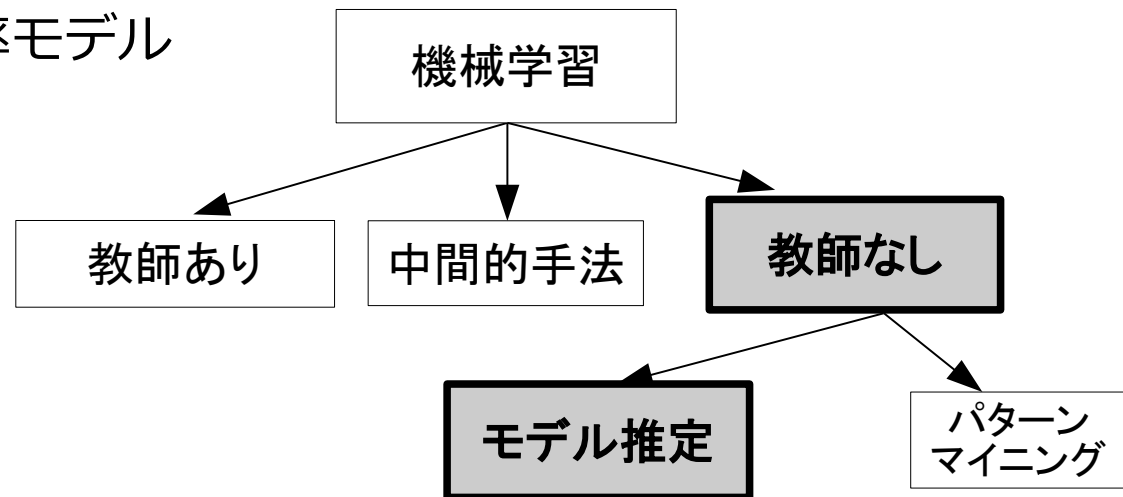 モデル
機械学習
教師あり
中間的手法
教師なし
モデル推定
パターン
マイニング